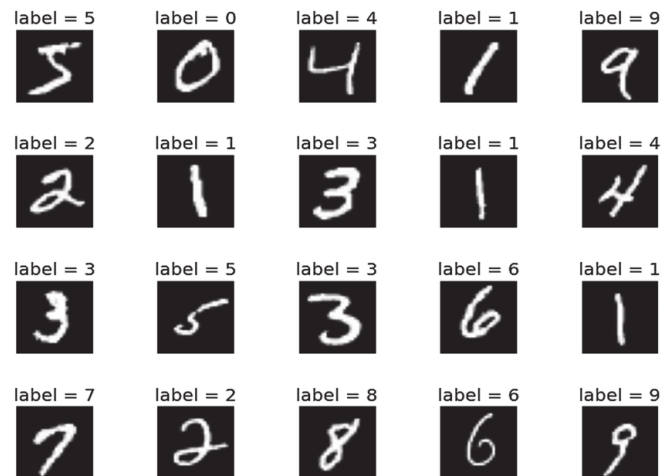 label = 5 label = 0 label = 4 label = 1 label = 9
5 0 4 1 9
label = 2 label = 1 label = 3 label = 1 label = 4
2 1 3 1 4
label = 3 label = 5 label = 3 label = 6 label = 1
3 5 3 6 1
label = 7 label = 2 label = 8 label = 6 label = 9
7 2 8 6 9